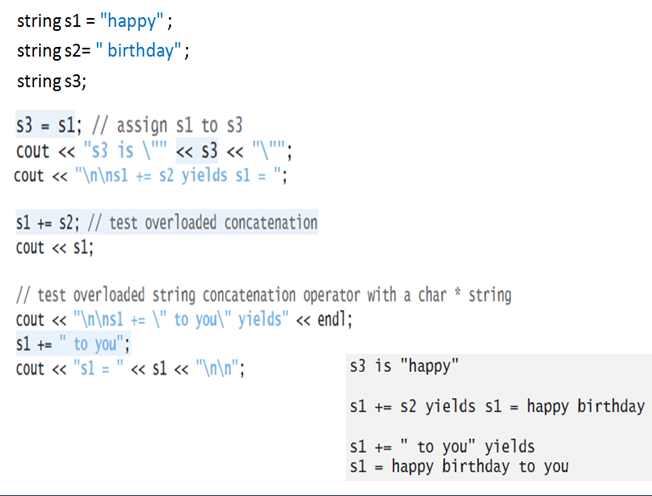 string s1 = "happy" ;
string s2= " birthday" ;
string s3;
s3 = s1; // assign s1 to s3
cout << "s3 is \"" << s3 << "\"";
cout << "\n\ns1 += s2 yields s1 = ";
s1 += s2; // test overloaded concatenation
cout << s1;
// test overloaded string concatenation operator with a char * string
cout << "\n\ns1 += \" to you\" yields" << endl;
s1 += " to you";
cout << "s1 = " << s1 << "\n\n";
s3 is "happy"
s1 += s2 yields s1 = happy birthday
s1 += " to you" yields
s1 = happy birthday to you